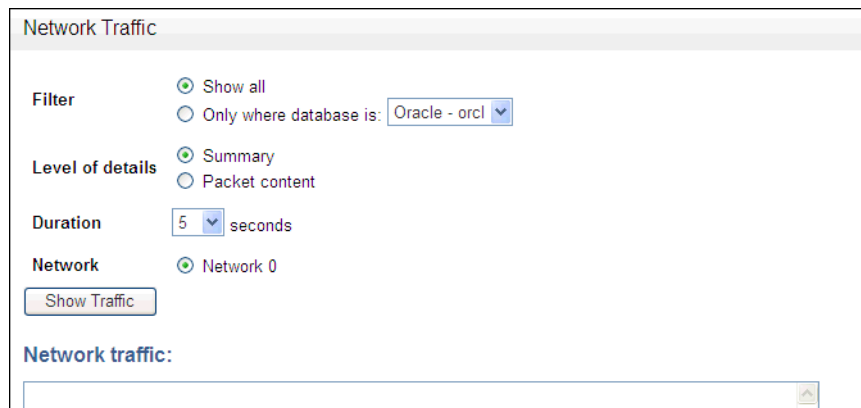 Network Traffic
Filter
Show all
Only where database is: Oracle - orcl
Level of details
Summary
Packet content
Duration
5 seconds
Network
Network 0
Show Traffic
Network traffic: